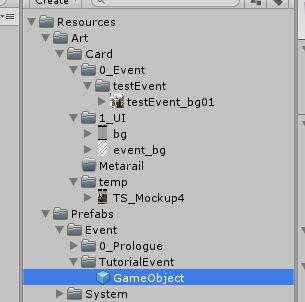 Create
Resources
Art
Card
0_Event
testEvent
testEvent_bg01
1_UI
bg
event_bg
Metarail
temp
TS_Mockup4
Prefabs
Event
0_Prologue
TutorialEvent
GameObject
System